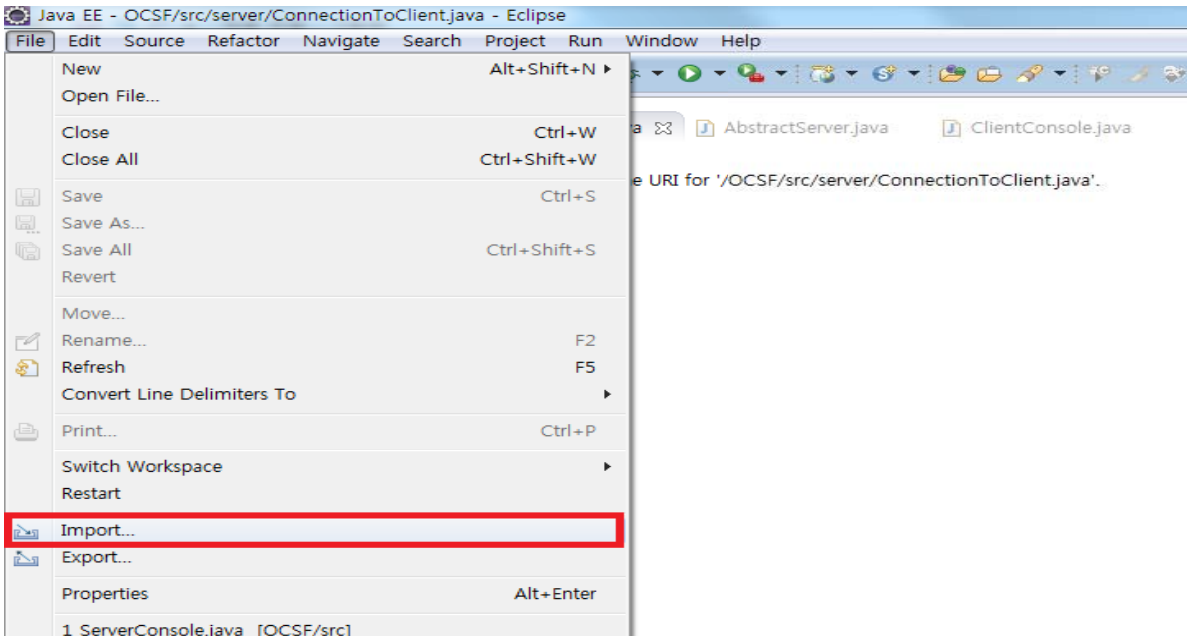 Java EE - OCSF/src/server/ConnectionToClient.java - Eclipse
File Edit Source Refactor Navigate Search Project Run Window Help
New Alt+Shift+N
Open File...
Close Ctrl+W
Close All Ctrl+Shift+W
AbstractServer.java ClientConsole.java
URI for '/OCSF/src/server/ConnectionToClient.java'.
Save Ctrl+S
Save As...
Save All Ctrl+Shift+S
Revert
Move...
Rename... F2
Refresh F5
Convert Line Delimiters To
Print... Ctrl+P
Switch Workspace
Restart
Import...
Export...
Properties Alt+Enter
1 ServerConsole.java [OCSF/src]